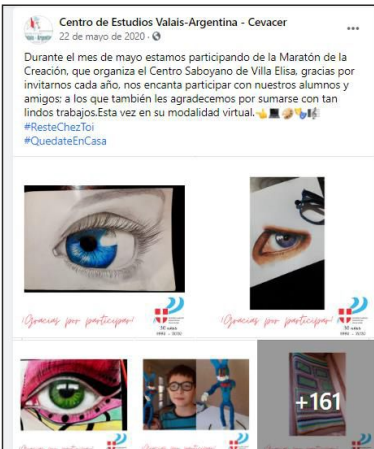 Centro de Estudios Valais-Argentina - Cevacer
22 de mayo de 2020 ·
Durante el mes de mayo estamos participando de la Maratón de la
Creación, que organiza el Centro Saboyano de Villa Elisa, gracias por
invitarnos cada año, nos encanta participar con nuestros alumnos y
amigos; a los que también les agradecemos por sumarse con tan
lindos trabajos.Esta vez en su modalidad virtual.
#ResteChezToi
#QuedateEnCasa
¡Gracias por participar!
¡Gracias por participar!
+161